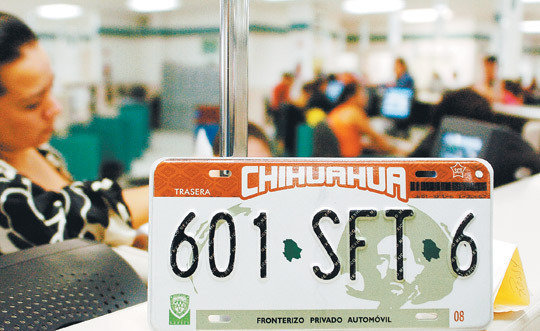 CHIHUAHUA
TRASERA
601 SFT 6
FRONTERIZO PRIVADO AUTOMÓVIL
08